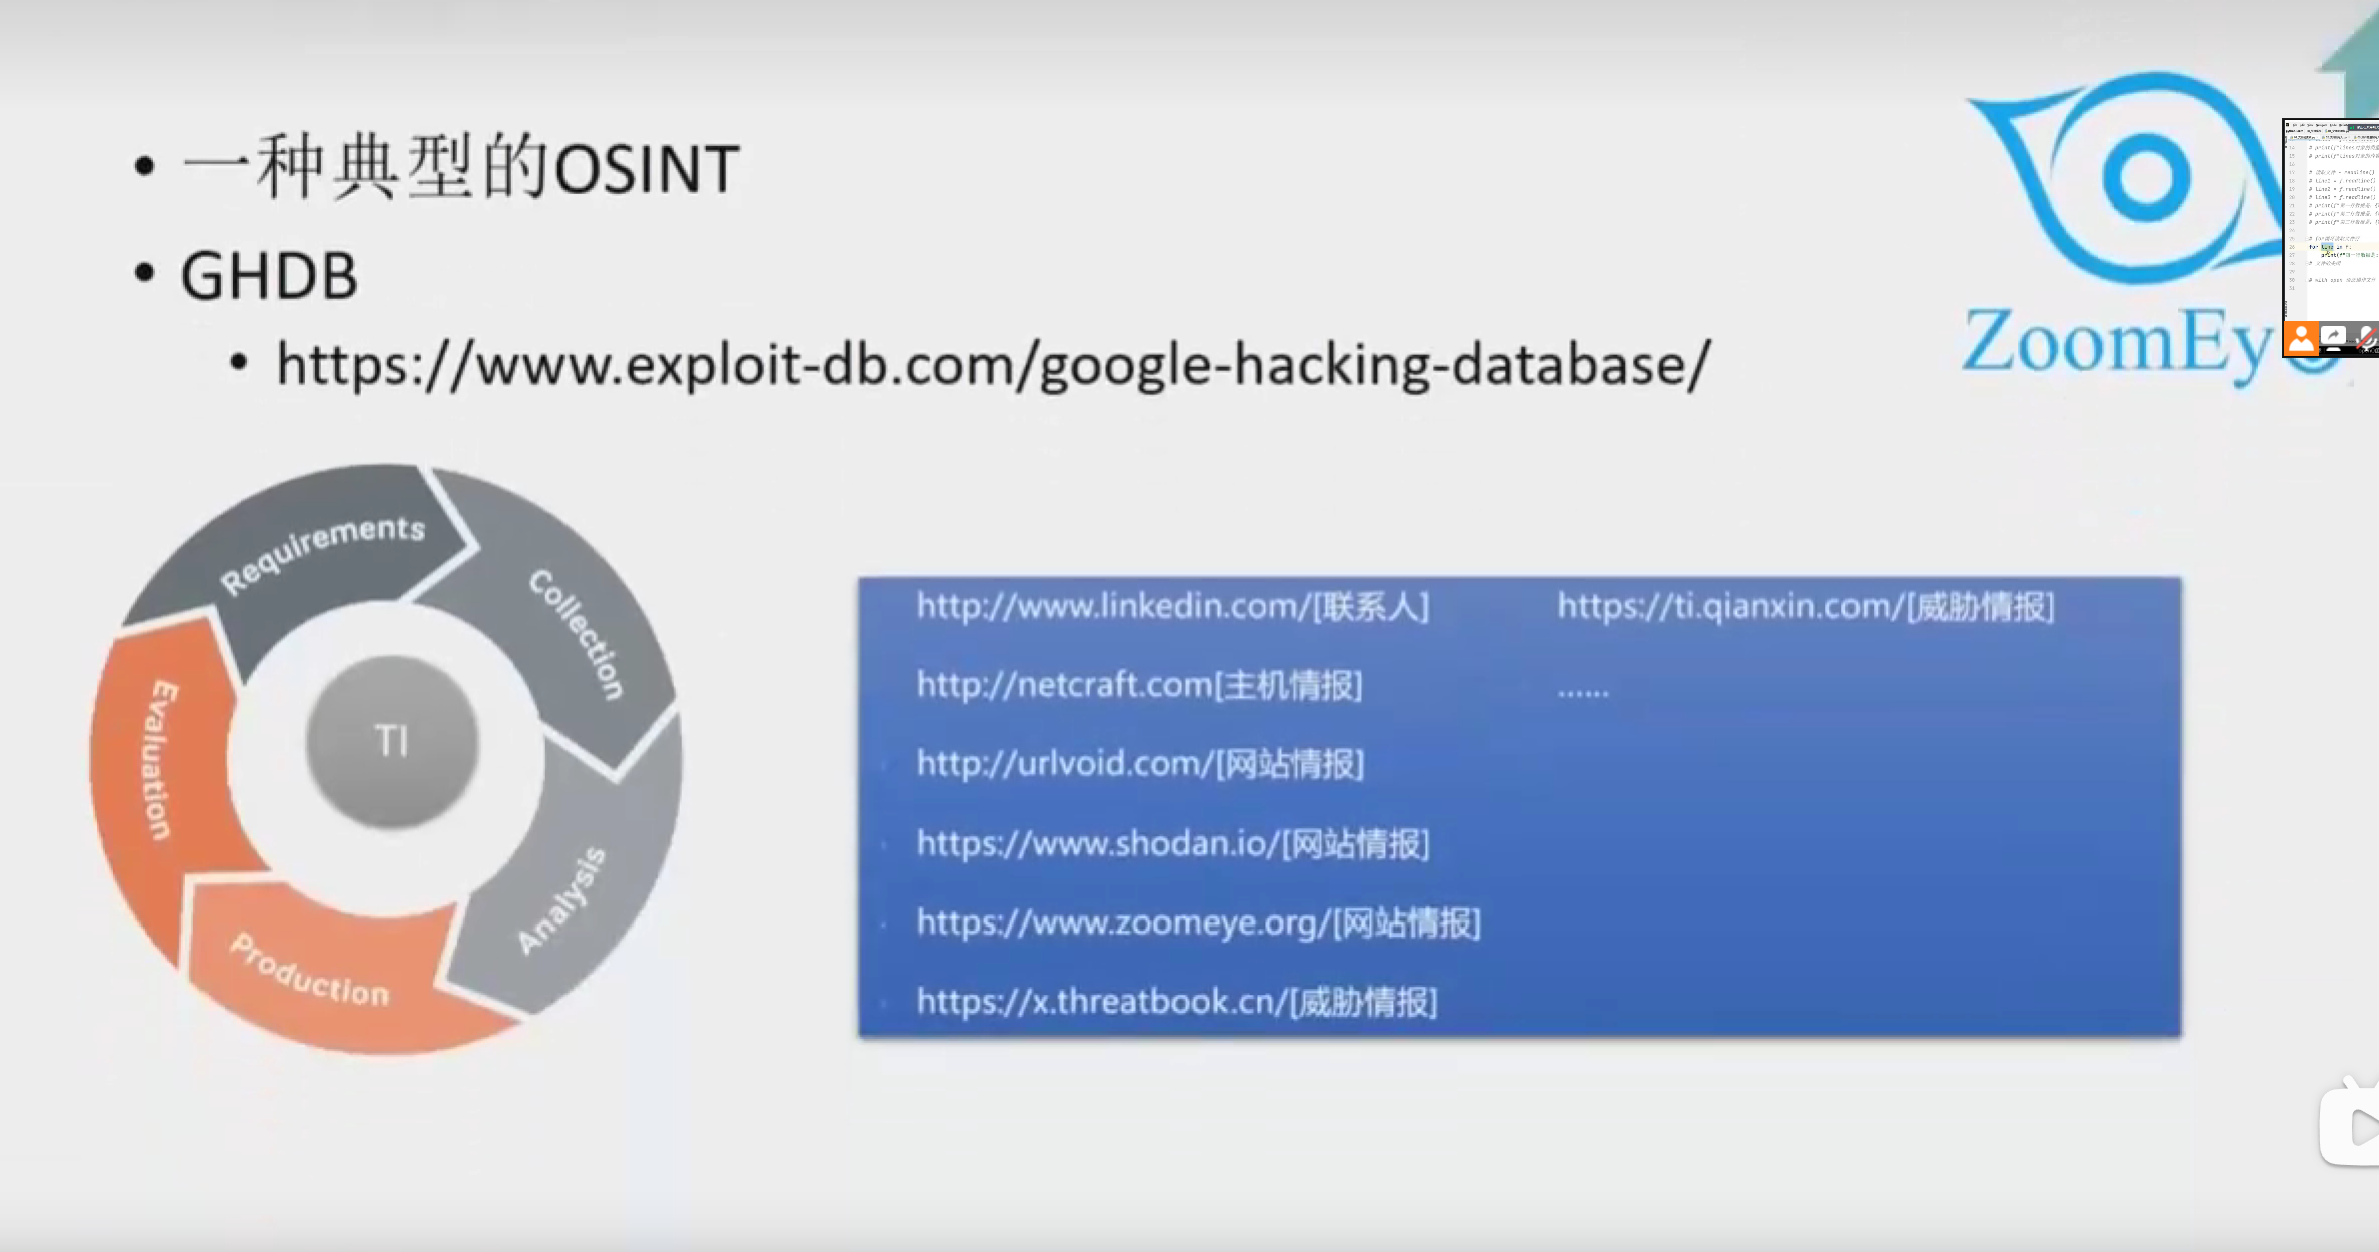 一种典型的OSINT
GHDB
https://www.exploit-db.com/google-hacking-database/
ZoomEy
Requirements
Collection
Analysis
Production
Evaluation
TI
http://www.linkedin.com/[联系人]
http://netcraft.com[主机情报]
http://urlvoid.com/[网站情报]
https://www.shodan.io/[网站情报]
https://www.zoomeye.org/[网站情报]
https://x.threatbook.cn/[威胁情报]
https://ti.qianxin.com/[威胁情报]
......